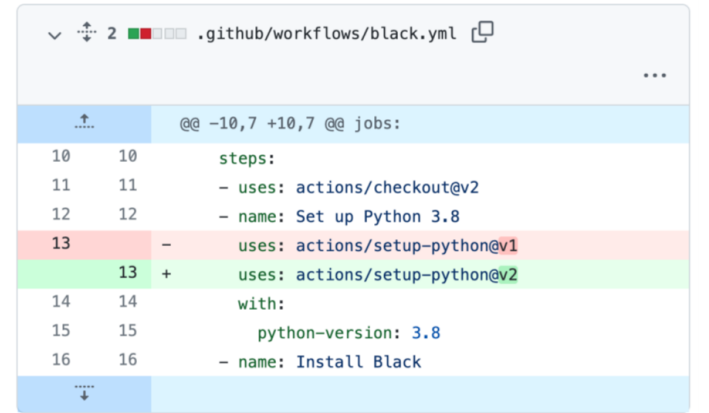 2 .github/workflows/black.yml
...
@@ -10,7 +10,7 @@ jobs:
10 10 steps:
11 11 - uses: actions/checkout@v2
12 12 - name: Set up Python 3.8
13 - uses: actions/setup-python@v1
13 + uses: actions/setup-python@v2
14 14 with:
15 15 python-version: 3.8
16 16 - name: Install Black